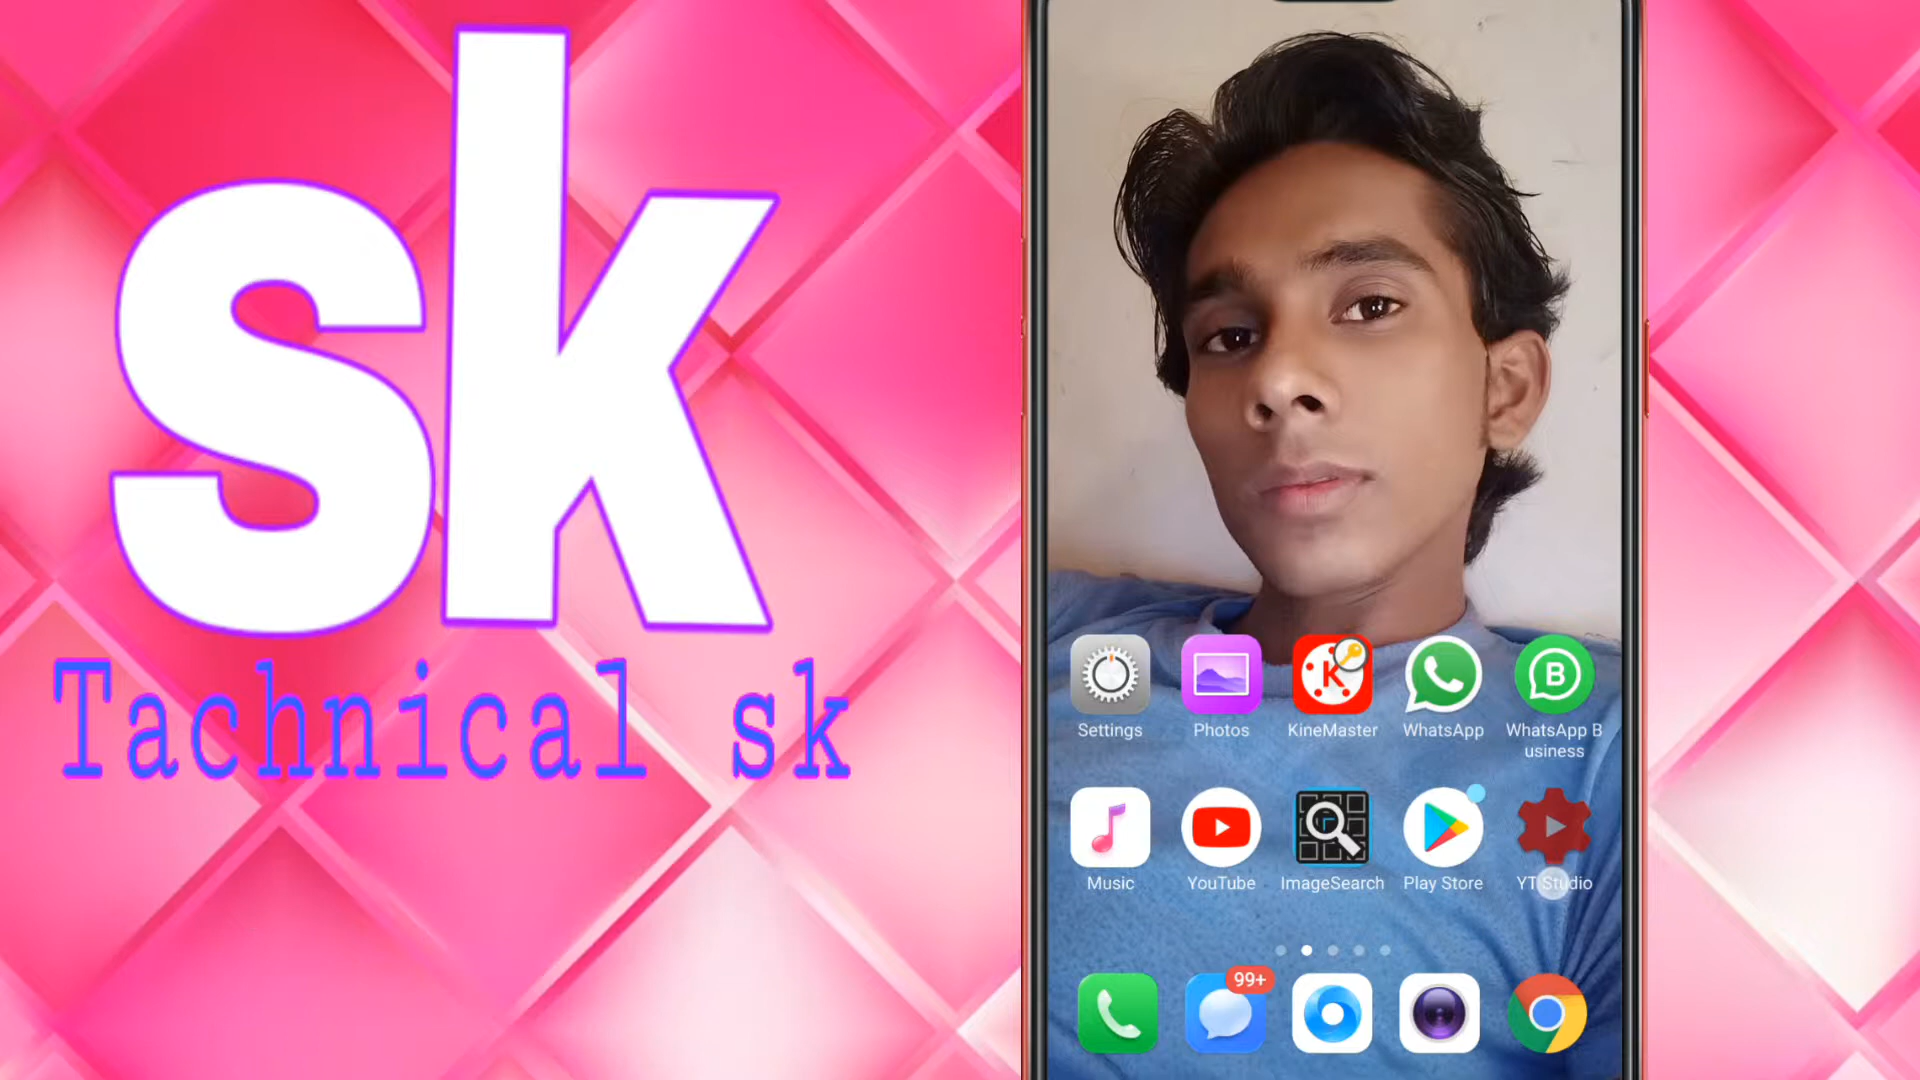 sk
Tachnical sk
Settings
Photos
KineMaster
WhatsApp
WhatsApp B
usiness
B
K
Music
YouTube
ImageSearch
Play Store
YT Studio
99+